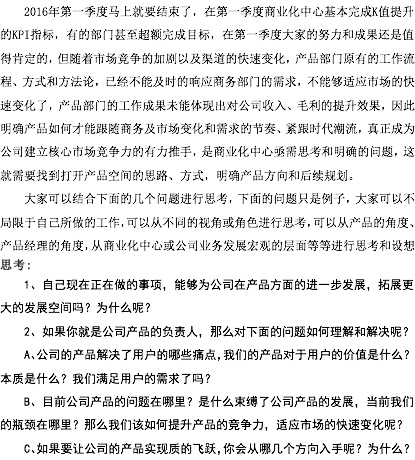 2016年第一季度马上就要结束了，在第一季度商业化中心基本完成K值提升
的KPI指标，有的部门甚至超额完成目标，在第一季度大家的努力和成果还是值
得肯定的，但随着市场竞争的加剧以及渠道的快速变化，产品部门原有的工作流
程、方式和方法论，已经不能及时的响应商务部门的需求，不能够适应市场的快
速变化了，产品部门的工作成果未能体现出对公司收入、毛利的提升效果，因此
明确产品如何才能跟随商务及市场变化和需求的节奏、紧跟时代潮流，真正成为
公司建立核心市场竞争力的有力推手，是商业化中心亟需思考和明确的问题，这
就需要找到打开产品空间的思路、方式，明确产品方向和后续规划。
大家可以结合下面的几个问题进行思考，下面的问题只是例子，大家可以不
局限于自己所做的工作，可以从不同的视角或角色进行思考，可以从产品的角度、
产品经理的角度，从商业化中心或公司业务发展宏观的层面等等进行思考和设想
思考：
1、自己现在正在做的事项，能够为公司在产品方面的进一步发展，拓展更
大的发展空间吗？为什么呢？
2、如果你就是公司产品的负责人，那么对下面的问题如何理解和解决呢？
A、公司的产品解决了用户的哪些痛点，我们的产品对于用户的价值是什么？
本质是什么？我们满足用户的需求了吗？
B、目前公司产品的问题在哪里？是什么束缚了公司产品的发展，当前我们
的瓶颈在哪里？那么我们该如何提升产品的竞争力，适应市场的快速变化呢？
C、如果要让公司的产品实现质的飞跃，你会从哪几个方向入手呢？为什么？